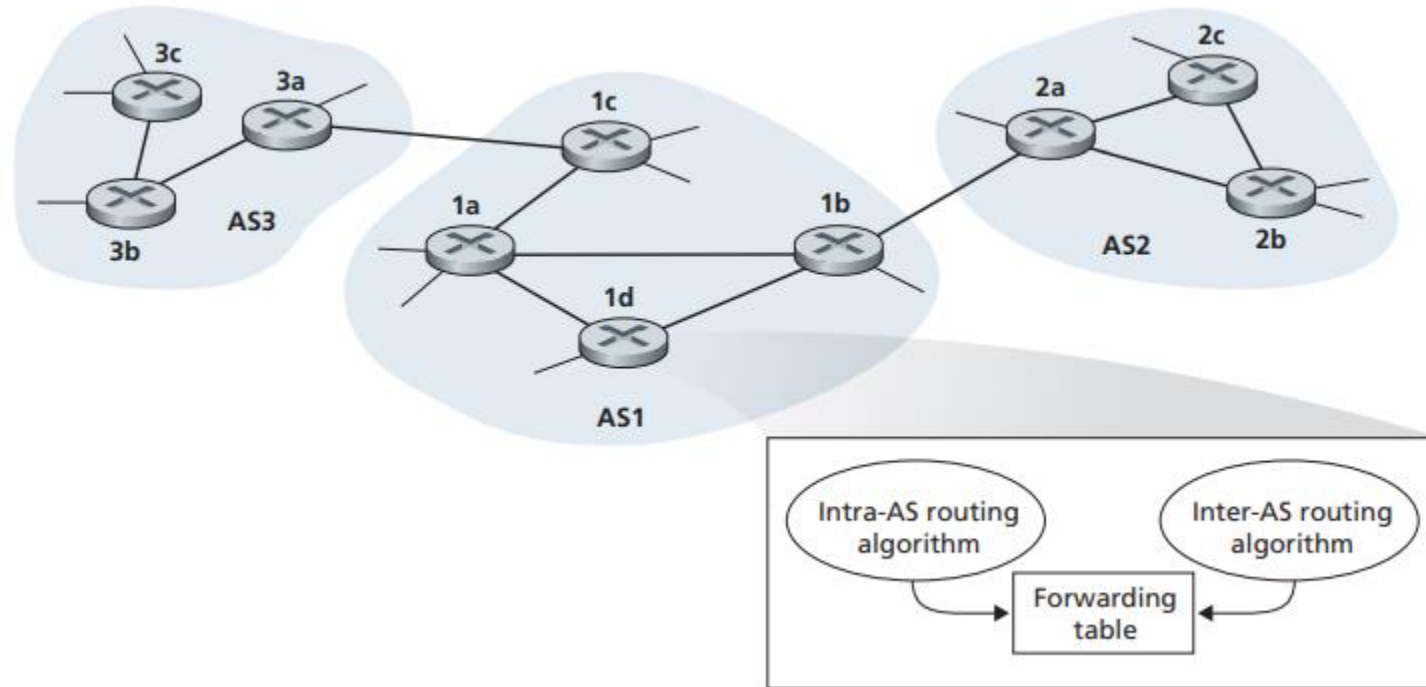 3c
3a
3b
AS3
1c
1a
1b
1d
AS1
2c
2a
2b
AS2
Intra-AS routing
algorithm
Inter-AS routing
algorithm
Forwarding
table